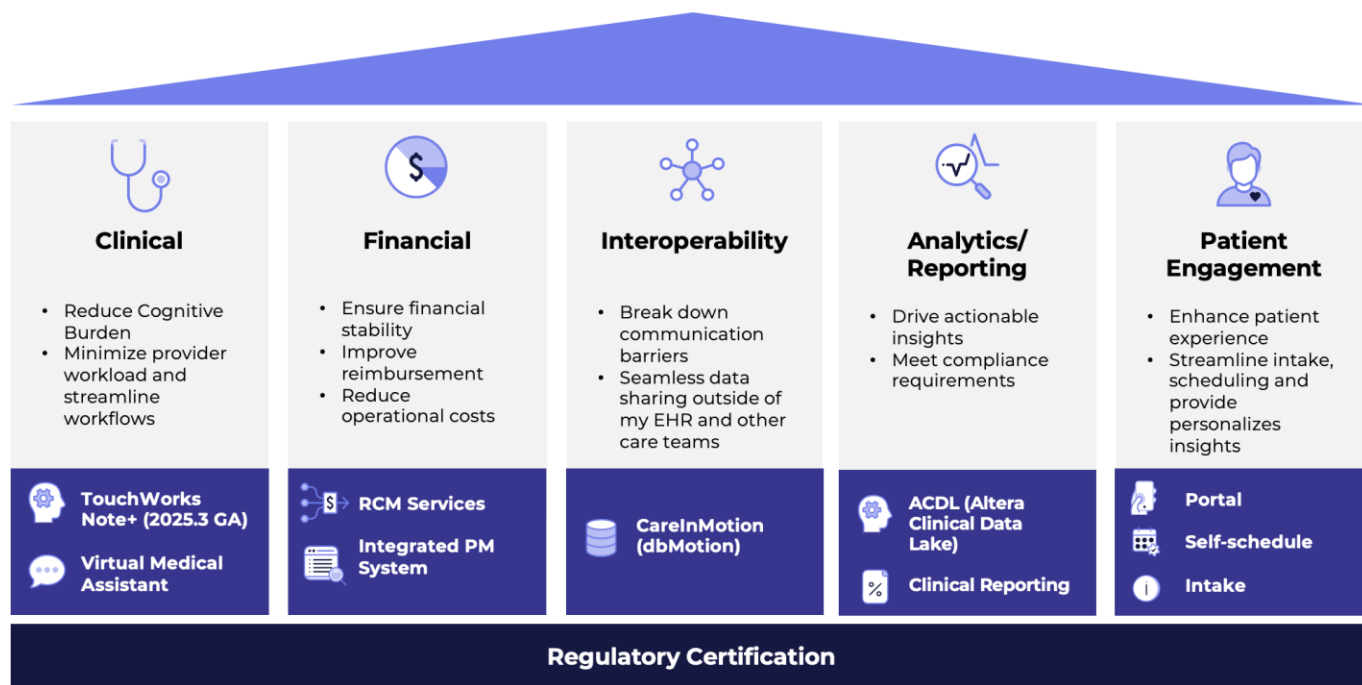 Clinical
• Reduce Cognitive
Burden
• Minimize provider
workload and
streamline
workflows
TouchWorks
Note+ (2025.3 GA)
Virtual Medical
Assistant
$
Financial
• Ensure financial
stability
• Improve
reimbursement
• Reduce
operational costs
$
RCM Services
Integrated PM
System
Interoperability
• Break down
communication
barriers
• Seamless data
sharing outside of
my EHR and other
care teams
CareInMotion
(dbMotion)
Analytics/
Reporting
• Drive actionable
insights
• Meet compliance
requirements
ACDL (Altera
Clinical Data
Lake)
%
Clinical Reporting
Patient
Engagement
• Enhance patient
experience
• Streamline intake,
scheduling and
provide
personalizes
insights
Portal
Self-schedule
i
Intake
Regulatory Certification